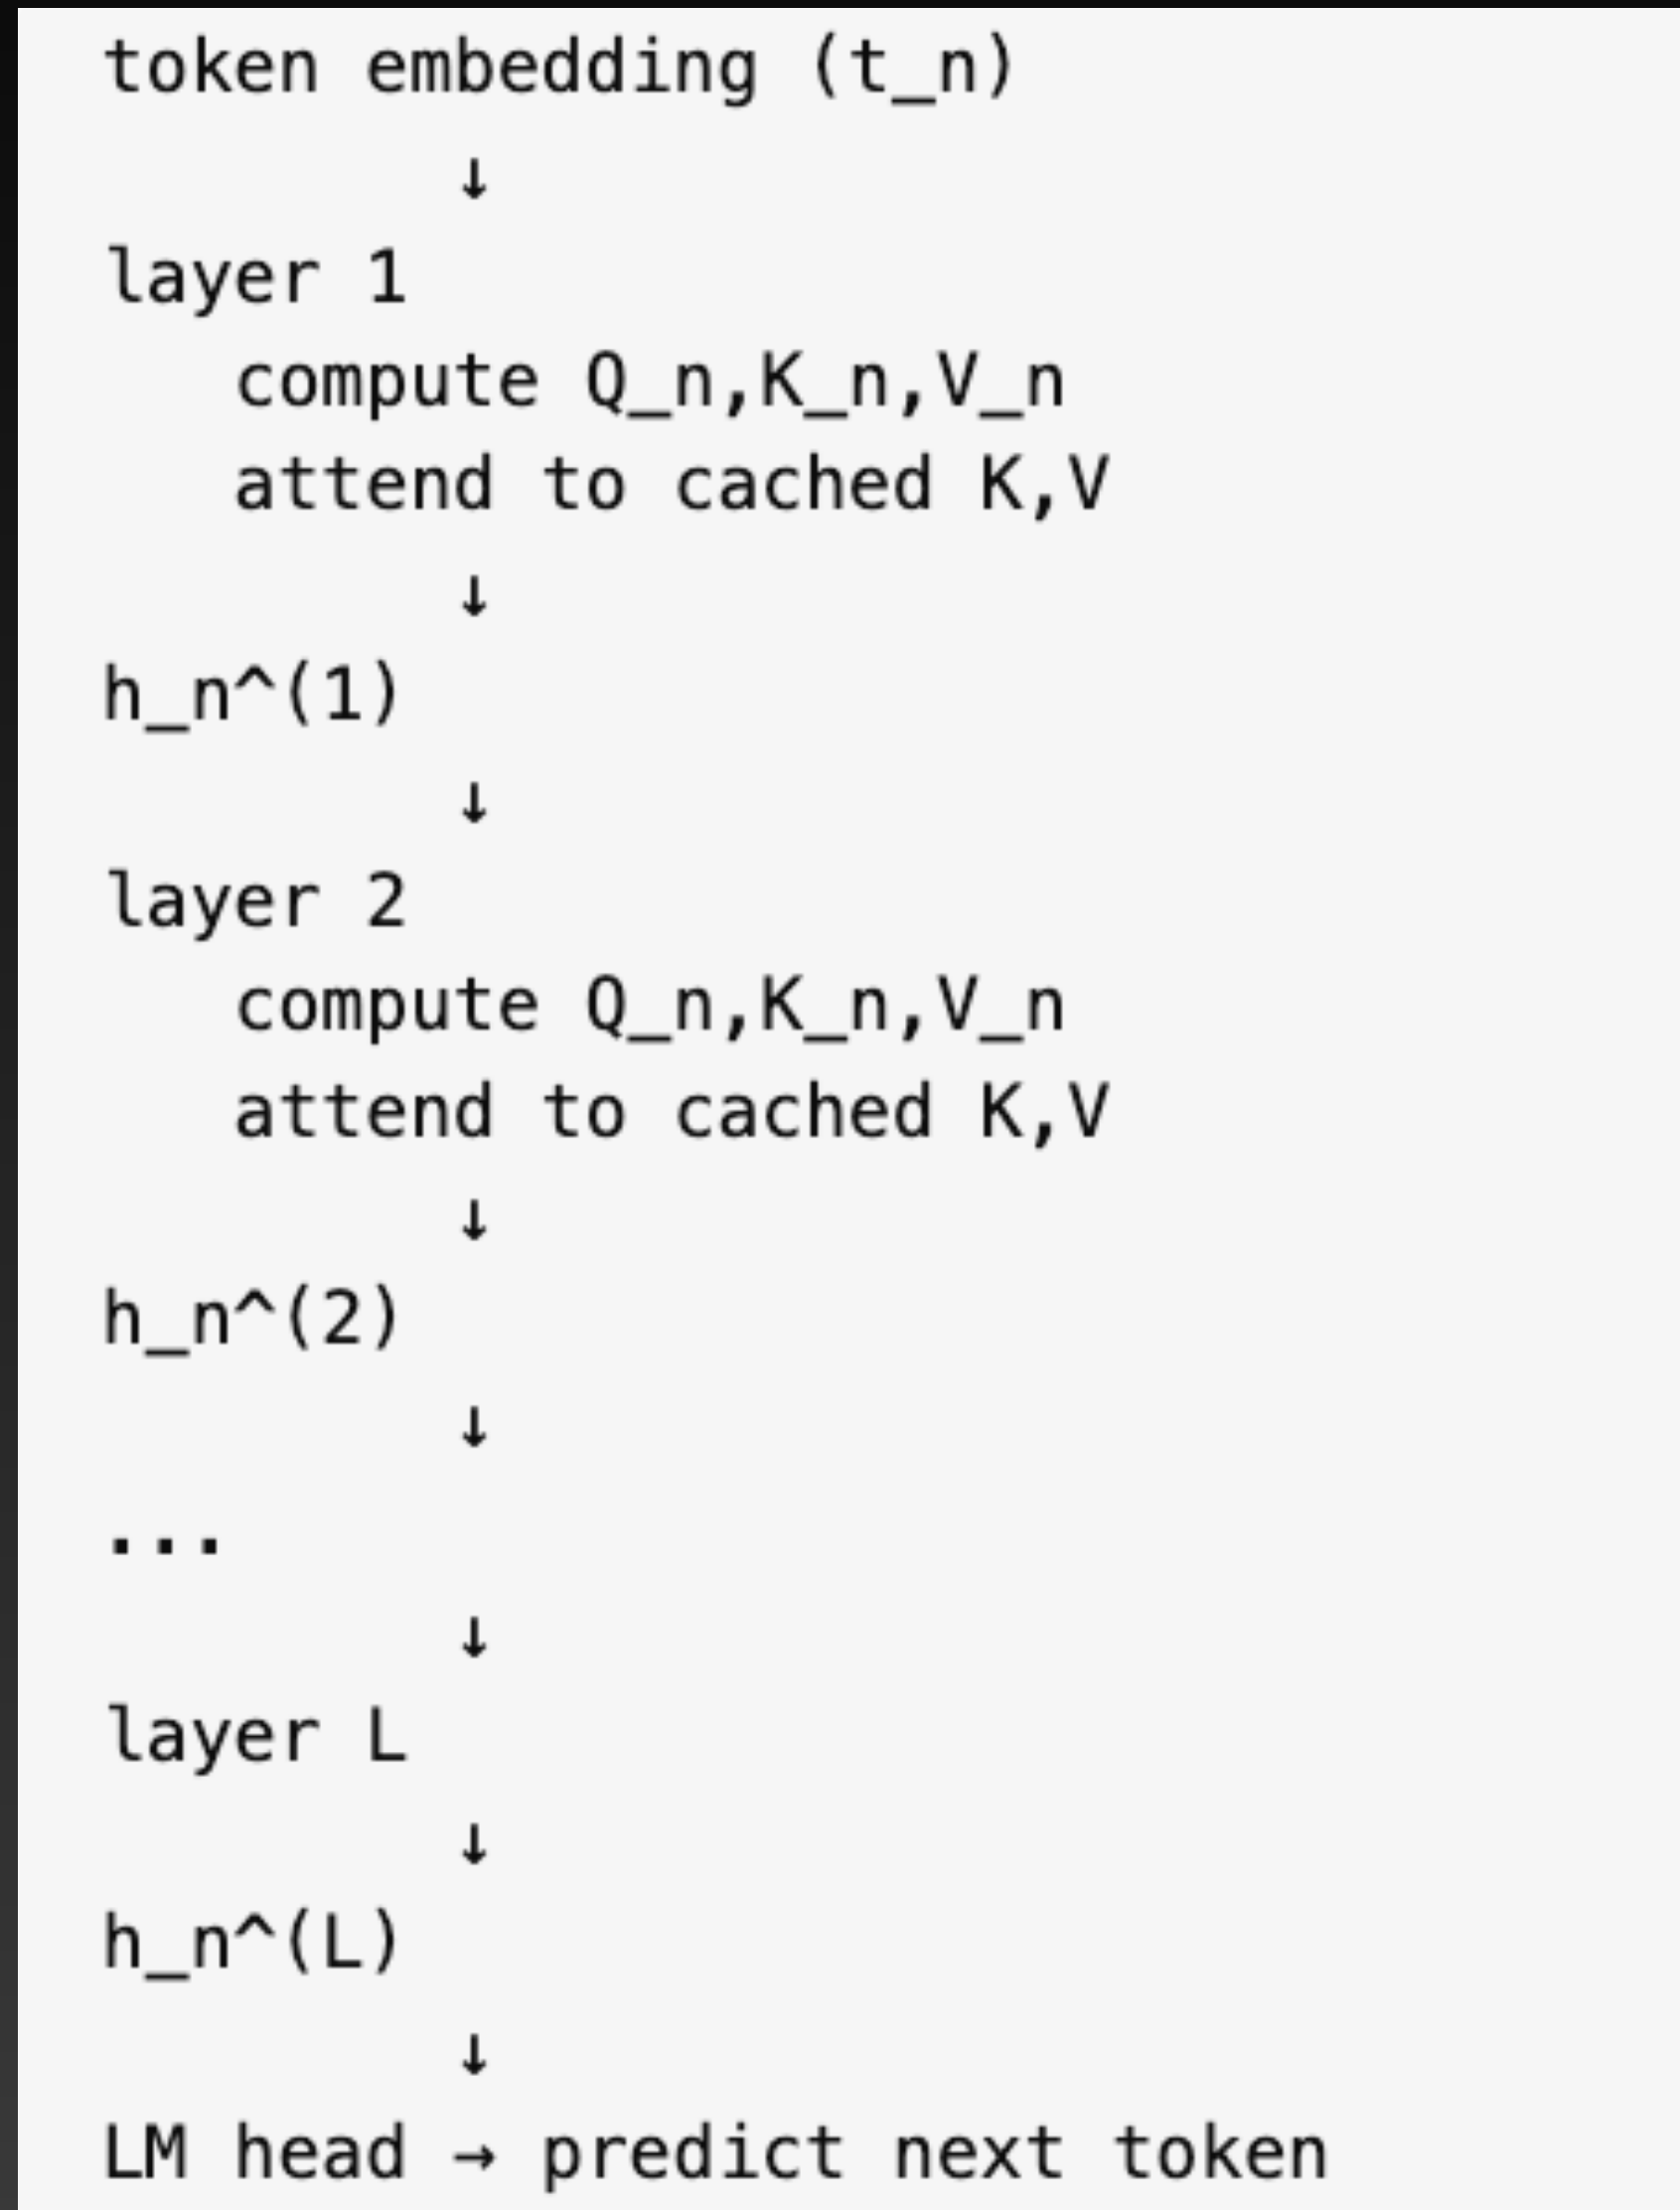 token embedding (t_n)
↓
layer 1
compute Q_n,K_n,V_n
attend to cached K,V
↓
h_n^(1)
↓
layer 2
compute Q_n,K_n,V_n
attend to cached K,V
↓
h_n^(2)
↓
...
↓
layer L
↓
h_n^(L)
↓
LM head → predict next token